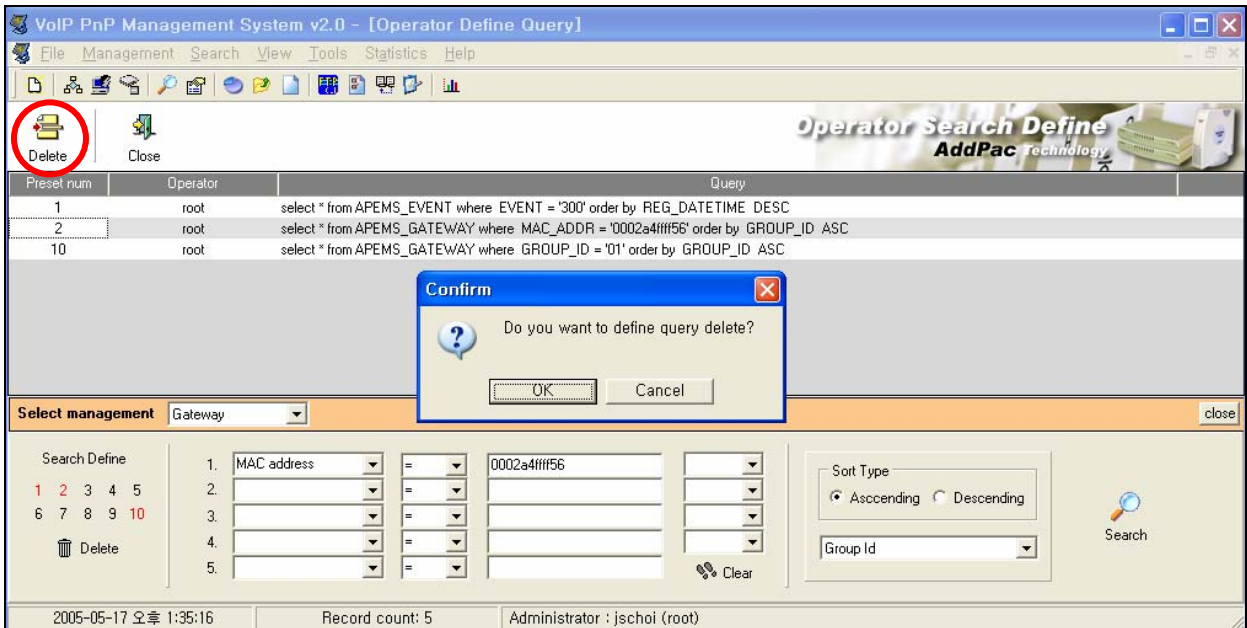 VoIP PnP Management System v2.0 - [Operator Define Query]
File Management Search View Tools Statistics Help
Delete Close
Operator Search Define
AddPac Technology
Preset num Operator Query
1 root select * from APEMS_EVENT where EVENT = '300' order by REG_DATETIME DESC
2 root select * from APEMS_GATEWAY where MAC_ADDR = '0002a4ffff56' order by GROUP_ID ASC
10 root select * from APEMS_GATEWAY where GROUP_ID = '01' order by GROUP_ID ASC
Confirm
Do you want to define query delete?
OK Cancel
Select management Gateway close
Search Define
1 2 3 4 5
6 7 8 9 10
Delete
1. MAC address = 0002a4ffff56
2. =
3. =
4. =
5. =
Clear
Sort Type
Asccending Descending
Group Id
Search
2005-05-17 오후 1:35:16 Record count: 5 Administrator : jschoi (root)